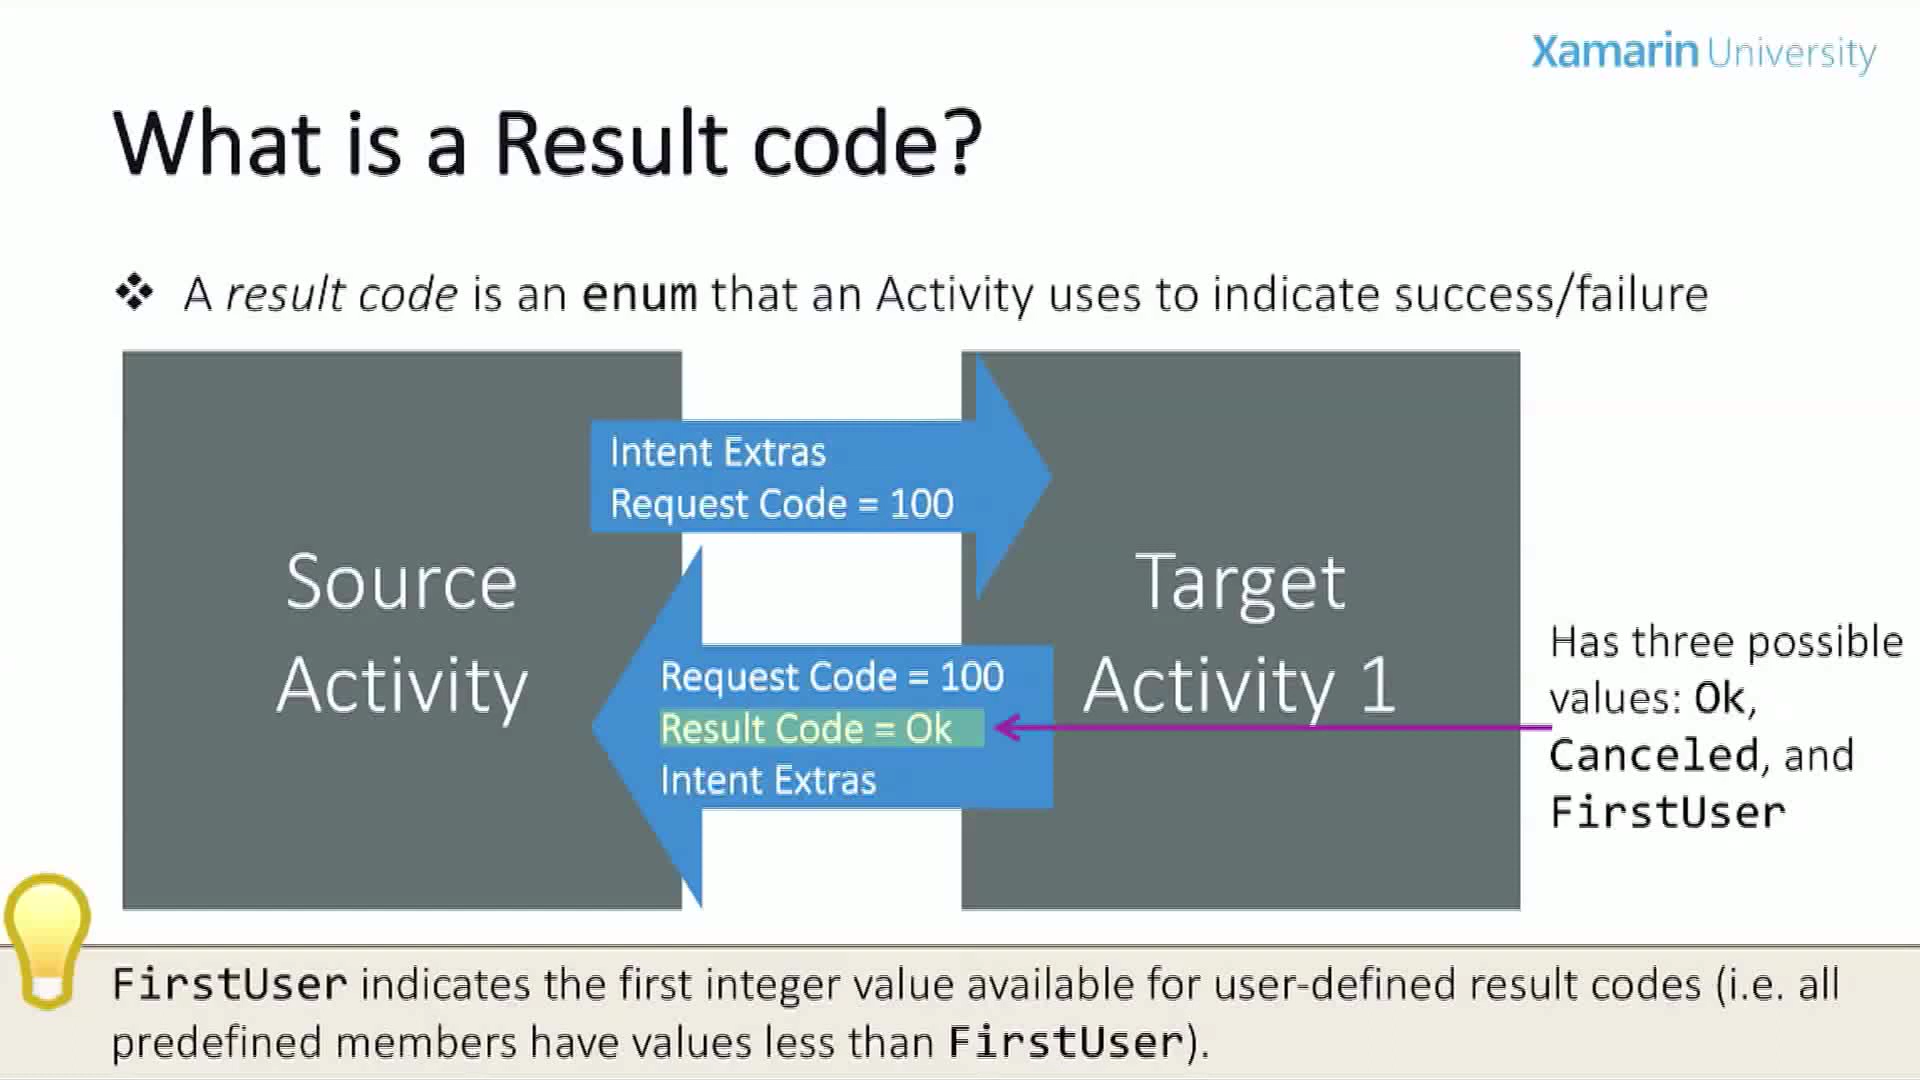 Xamarin University
What is a Result code?
❖ A result code is an enum that an Activity uses to indicate success/failure
Intent Extras
Request Code = 100
Source
Activity
Target
Activity 1
Request Code = 100
Result Code = Ok
Intent Extras
Has three possible
values: Ok,
Canceled, and
FirstUser
FirstUser indicates the first integer value available for user-defined result codes (i.e. all
predefined members have values less than FirstUser).